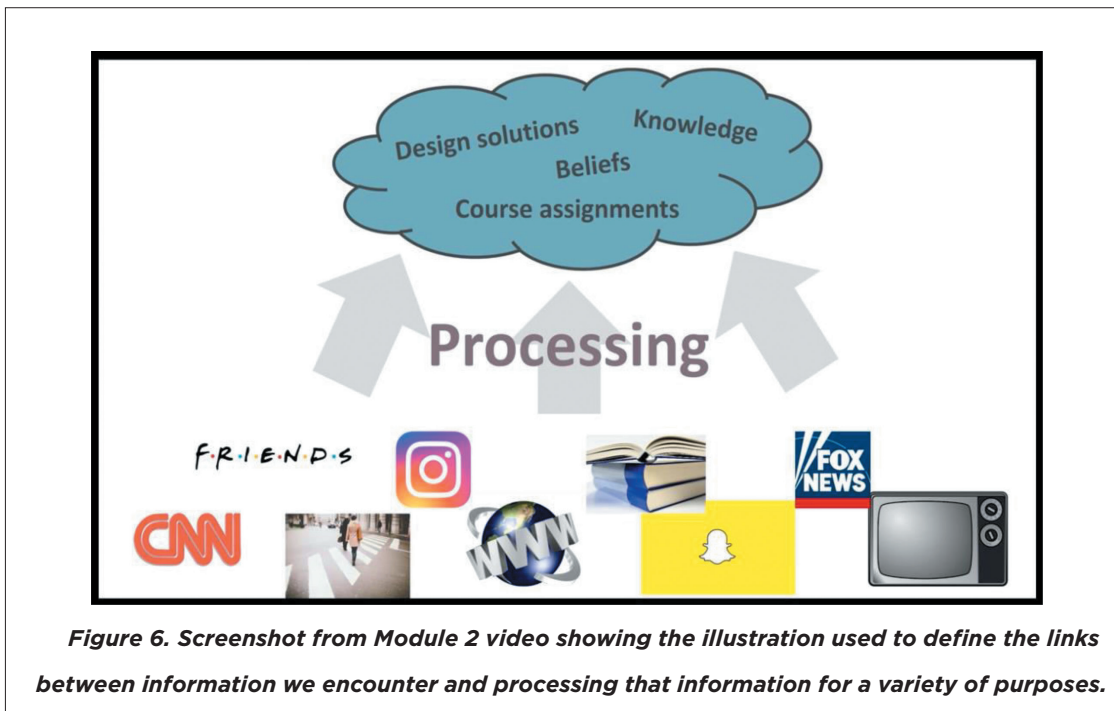 Design solutions
Knowledge
Beliefs
Course assignments
Processing
F·R·I·E·N·D·S
CNN
WWW
FOX
NEWS
Figure 6. Screenshot from Module 2 video showing the illustration used to define the links
between information we encounter and processing that information for a variety of purposes.